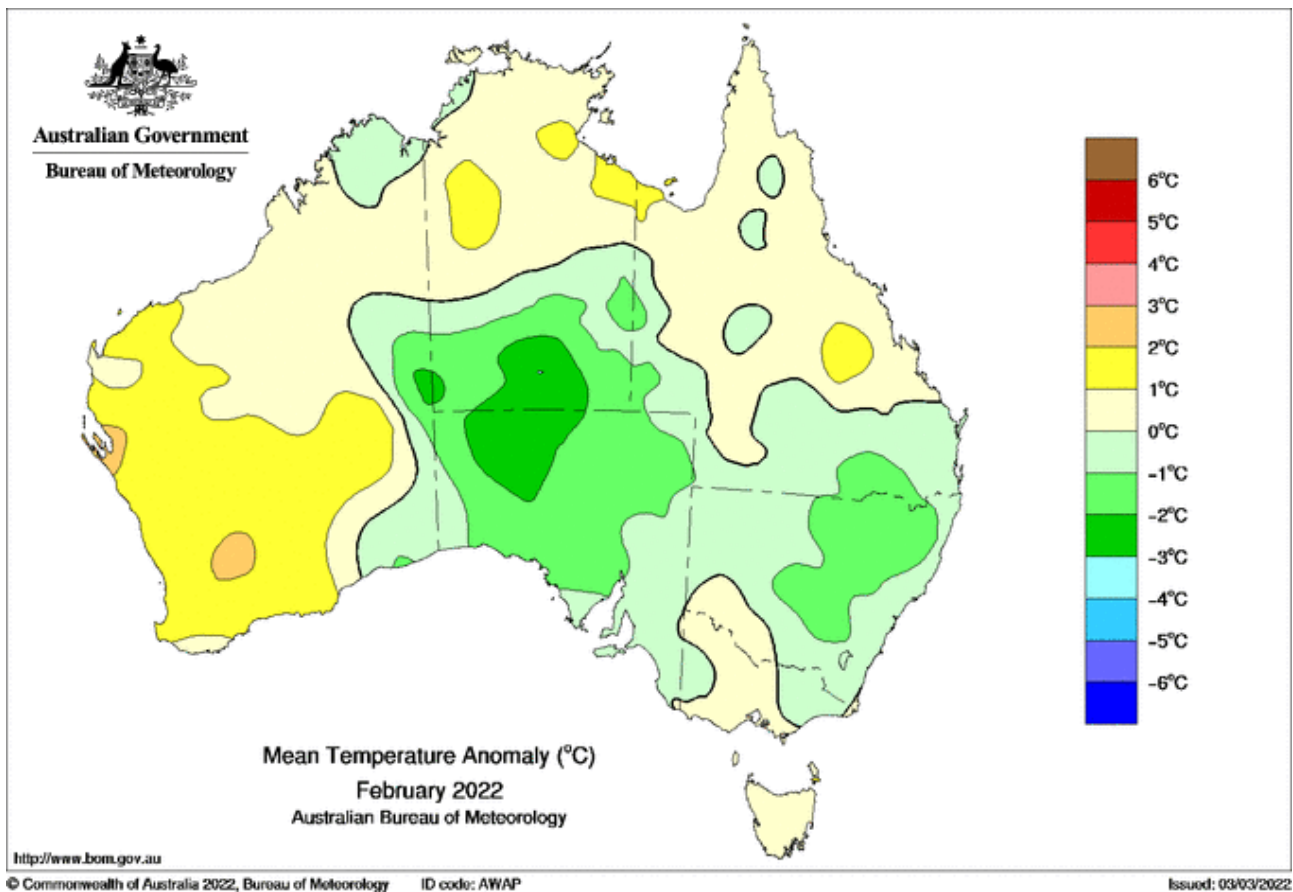 Australian Government
Bureau of Meteorology
6°C
5°C
4°C
3°C
2°C
1°C
0°C
-1°C
-2°C
-3°C
-4°C
-5°C
-6°C
Mean Temperature Anomaly (°C)
February 2022
Australian Bureau of Meteorology
http://www.bom.gov.au
© Commonwealth of Australia 2022, Bureau of Meteorology ID code: AWAP Issued: 03/03/2022